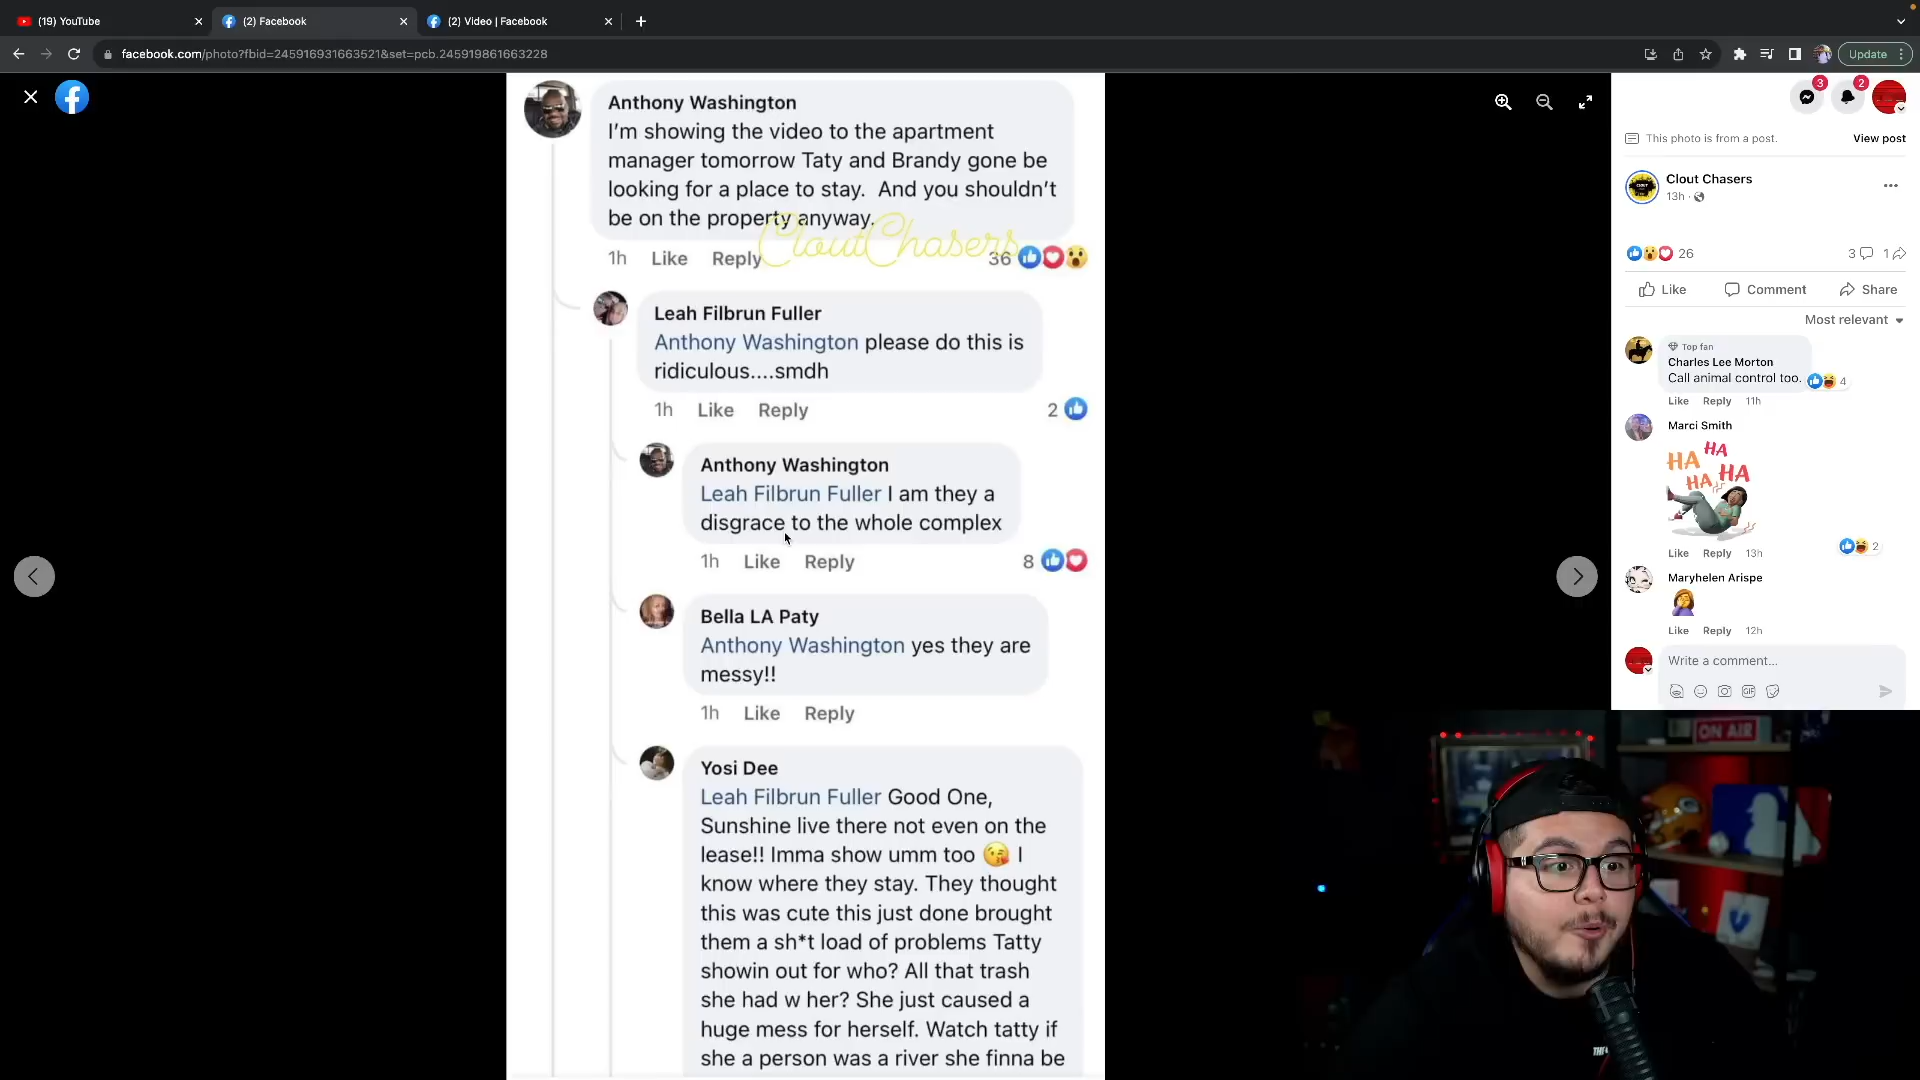 (19) YouTube
(2) Facebook
(2) Video | Facebook
facebook.com/photo?fbid=245916931663521&set=pcb.245919861663228
Update
Anthony Washington
I'm showing the video to the apartment
manager tomorrow Taty and Brandy gone be
looking for a place to stay. And you shouldn't
be on the property anyway.
CloutChasers
1h Like Reply 36
Leah Filbrun Fuller
Anthony Washington please do this is
ridiculous....smdh
1h Like Reply 2
Anthony Washington
Leah Filbrun Fuller I am they a
disgrace to the whole complex
1h Like Reply 8
Bella LA Paty
Anthony Washington yes they are
messy!!
1h Like Reply
Yosi Dee
Leah Filbrun Fuller Good One,
Sunshine live there not even on the
lease!! Imma show umm too 😘 I
know where they stay. They thought
this was cute this just done brought
them a sh*t load of problems Tatty
showin out for who? All that trash
she had w her? She just caused a
huge mess for herself. Watch tatty if
she a person was a river she finna be
3
2
This photo is from a post.
View post
Clout Chasers
13h
26
3
1
Like
Comment
Share
Most relevant
Top fan
Charles Lee Morton
Call animal control too.
4
Like Reply 11h
Marci Smith
HA HA HA HA
Like Reply 13h
2
Maryhelen Arispe
🤦
Like Reply 12h
Write a comment...
GIF
ON AIR